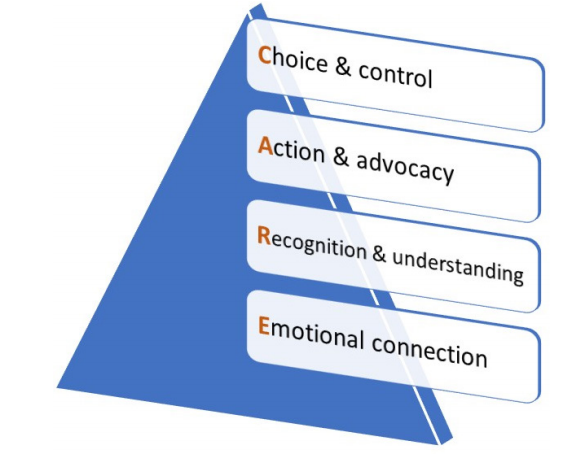 Choice & control
Action & advocacy
Recognition & understanding
Emotional connection